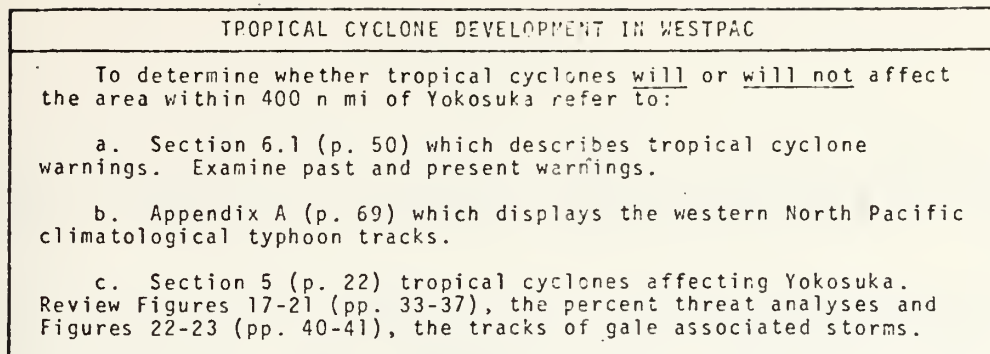 TROPICAL CYCLONE DEVELOPMENT IN WESTPAC
To determine whether tropical cyclones will or will not affect
the area within 400 n mi of Yokosuka refer to:
a. Section 6.1 (p. 50) which describes tropical cyclone
warnings. Examine past and present warnings.
b. Appendix A (p. 69) which displays the western North Pacific
climatological typhoon tracks.
c. Section 5 (p. 22) tropical cyclones affecting Yokosuka.
Review Figures 17-21 (pp. 33-37), the percent threat analyses and
Figures 22-23 (pp. 40-41), the tracks of gale associated storms.